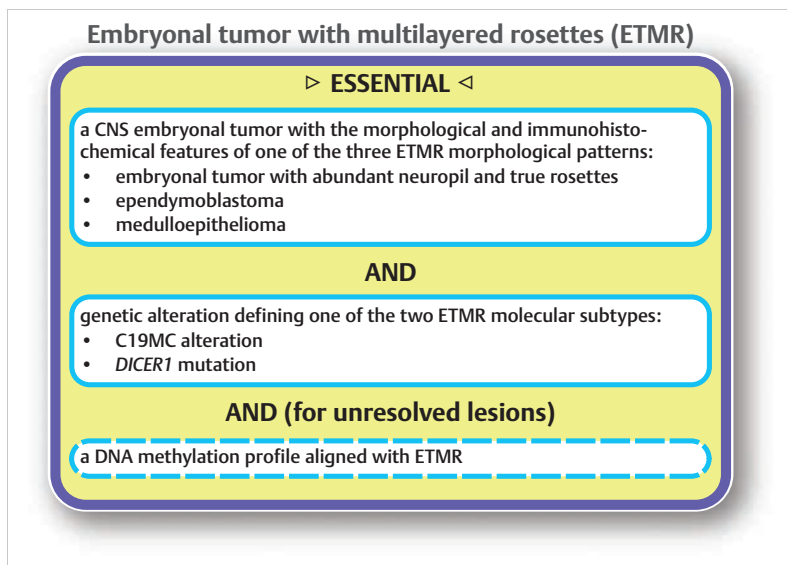 Embryonal tumor with multilayered rosettes (ETMR)
▷ ESSENTIAL ◁
a CNS embryonal tumor with the morphological and immunohisto-
chemical features of one of the three ETMR morphological patterns:
• embryonal tumor with abundant neuropil and true rosettes
• ependymoblastoma
• medulloepithelioma
AND
genetic alteration defining one of the two ETMR molecular subtypes:
• C19MC alteration
• DICER1 mutation
AND (for unresolved lesions)
a DNA methylation profile aligned with ETMR